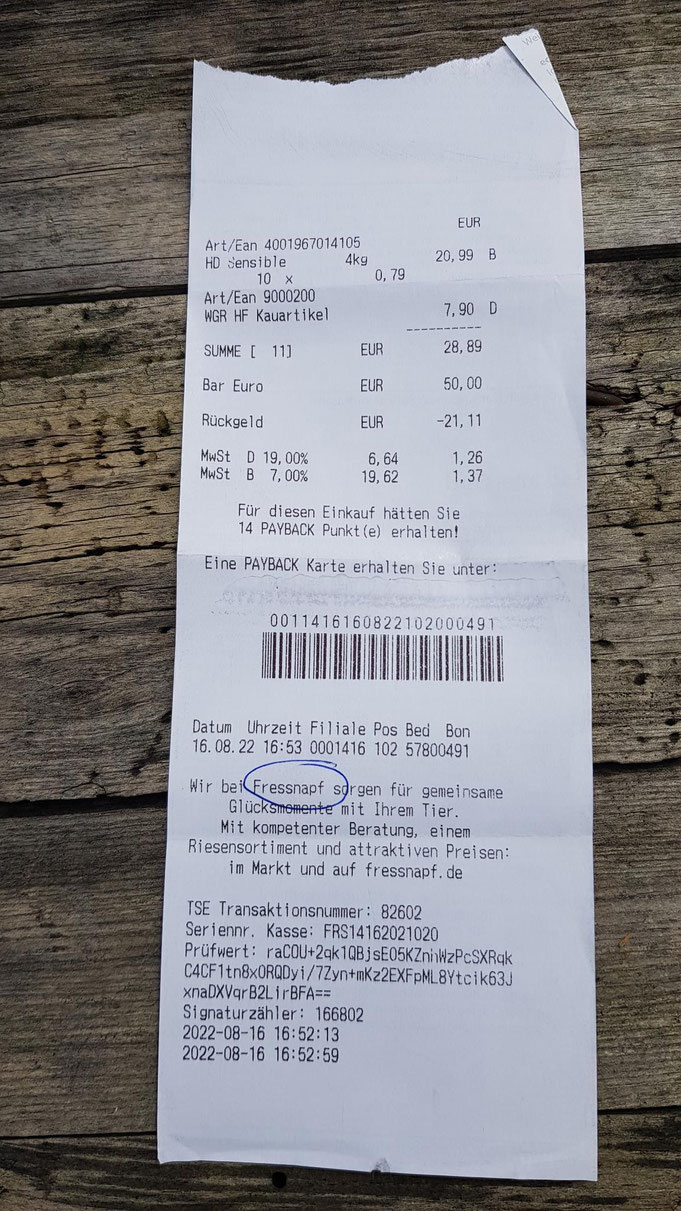 EUR
Art/Ean 4001967014105
HD Sensible 4kg 20,99 B
10 x 0,79
Art/Ean 9000200
WGR HF Kauartikel 7,90 D
----------
SUMME [ 11] EUR 28,89
Bar Euro EUR 50,00
Rückgeld EUR -21,11
MwSt D 19,00% 6,64 1,26
MwSt B 7,00% 19,62 1,37
Für diesen Einkauf hätten Sie
14 PAYBACK Punkt(e) erhalten!
Eine PAYBACK Karte erhalten Sie unter:
0011416160822102000491
Datum Uhrzeit Filiale Pos Bed Bon
16.08.22 16:53 0001416 102 57800491
Wir bei Fressnapf sorgen für gemeinsame
Glücksmomente mit Ihrem Tier.
Mit kompetenter Beratung, einem
Riesensortiment und attraktiven Preisen:
im Markt und auf fressnapf.de
TSE Transaktionsnummer: 82602
Seriennr. Kasse: FRS14162021020
Prüfwert:
C4CF1tn8x0RQDyi/7Zyn+mKz2EXFpML8Ytcik63J
xnaDXVqrB2LirBFA==
Signaturzähler: 166802
2022-08-16 16:52:13
2022-08-16 16:52:59